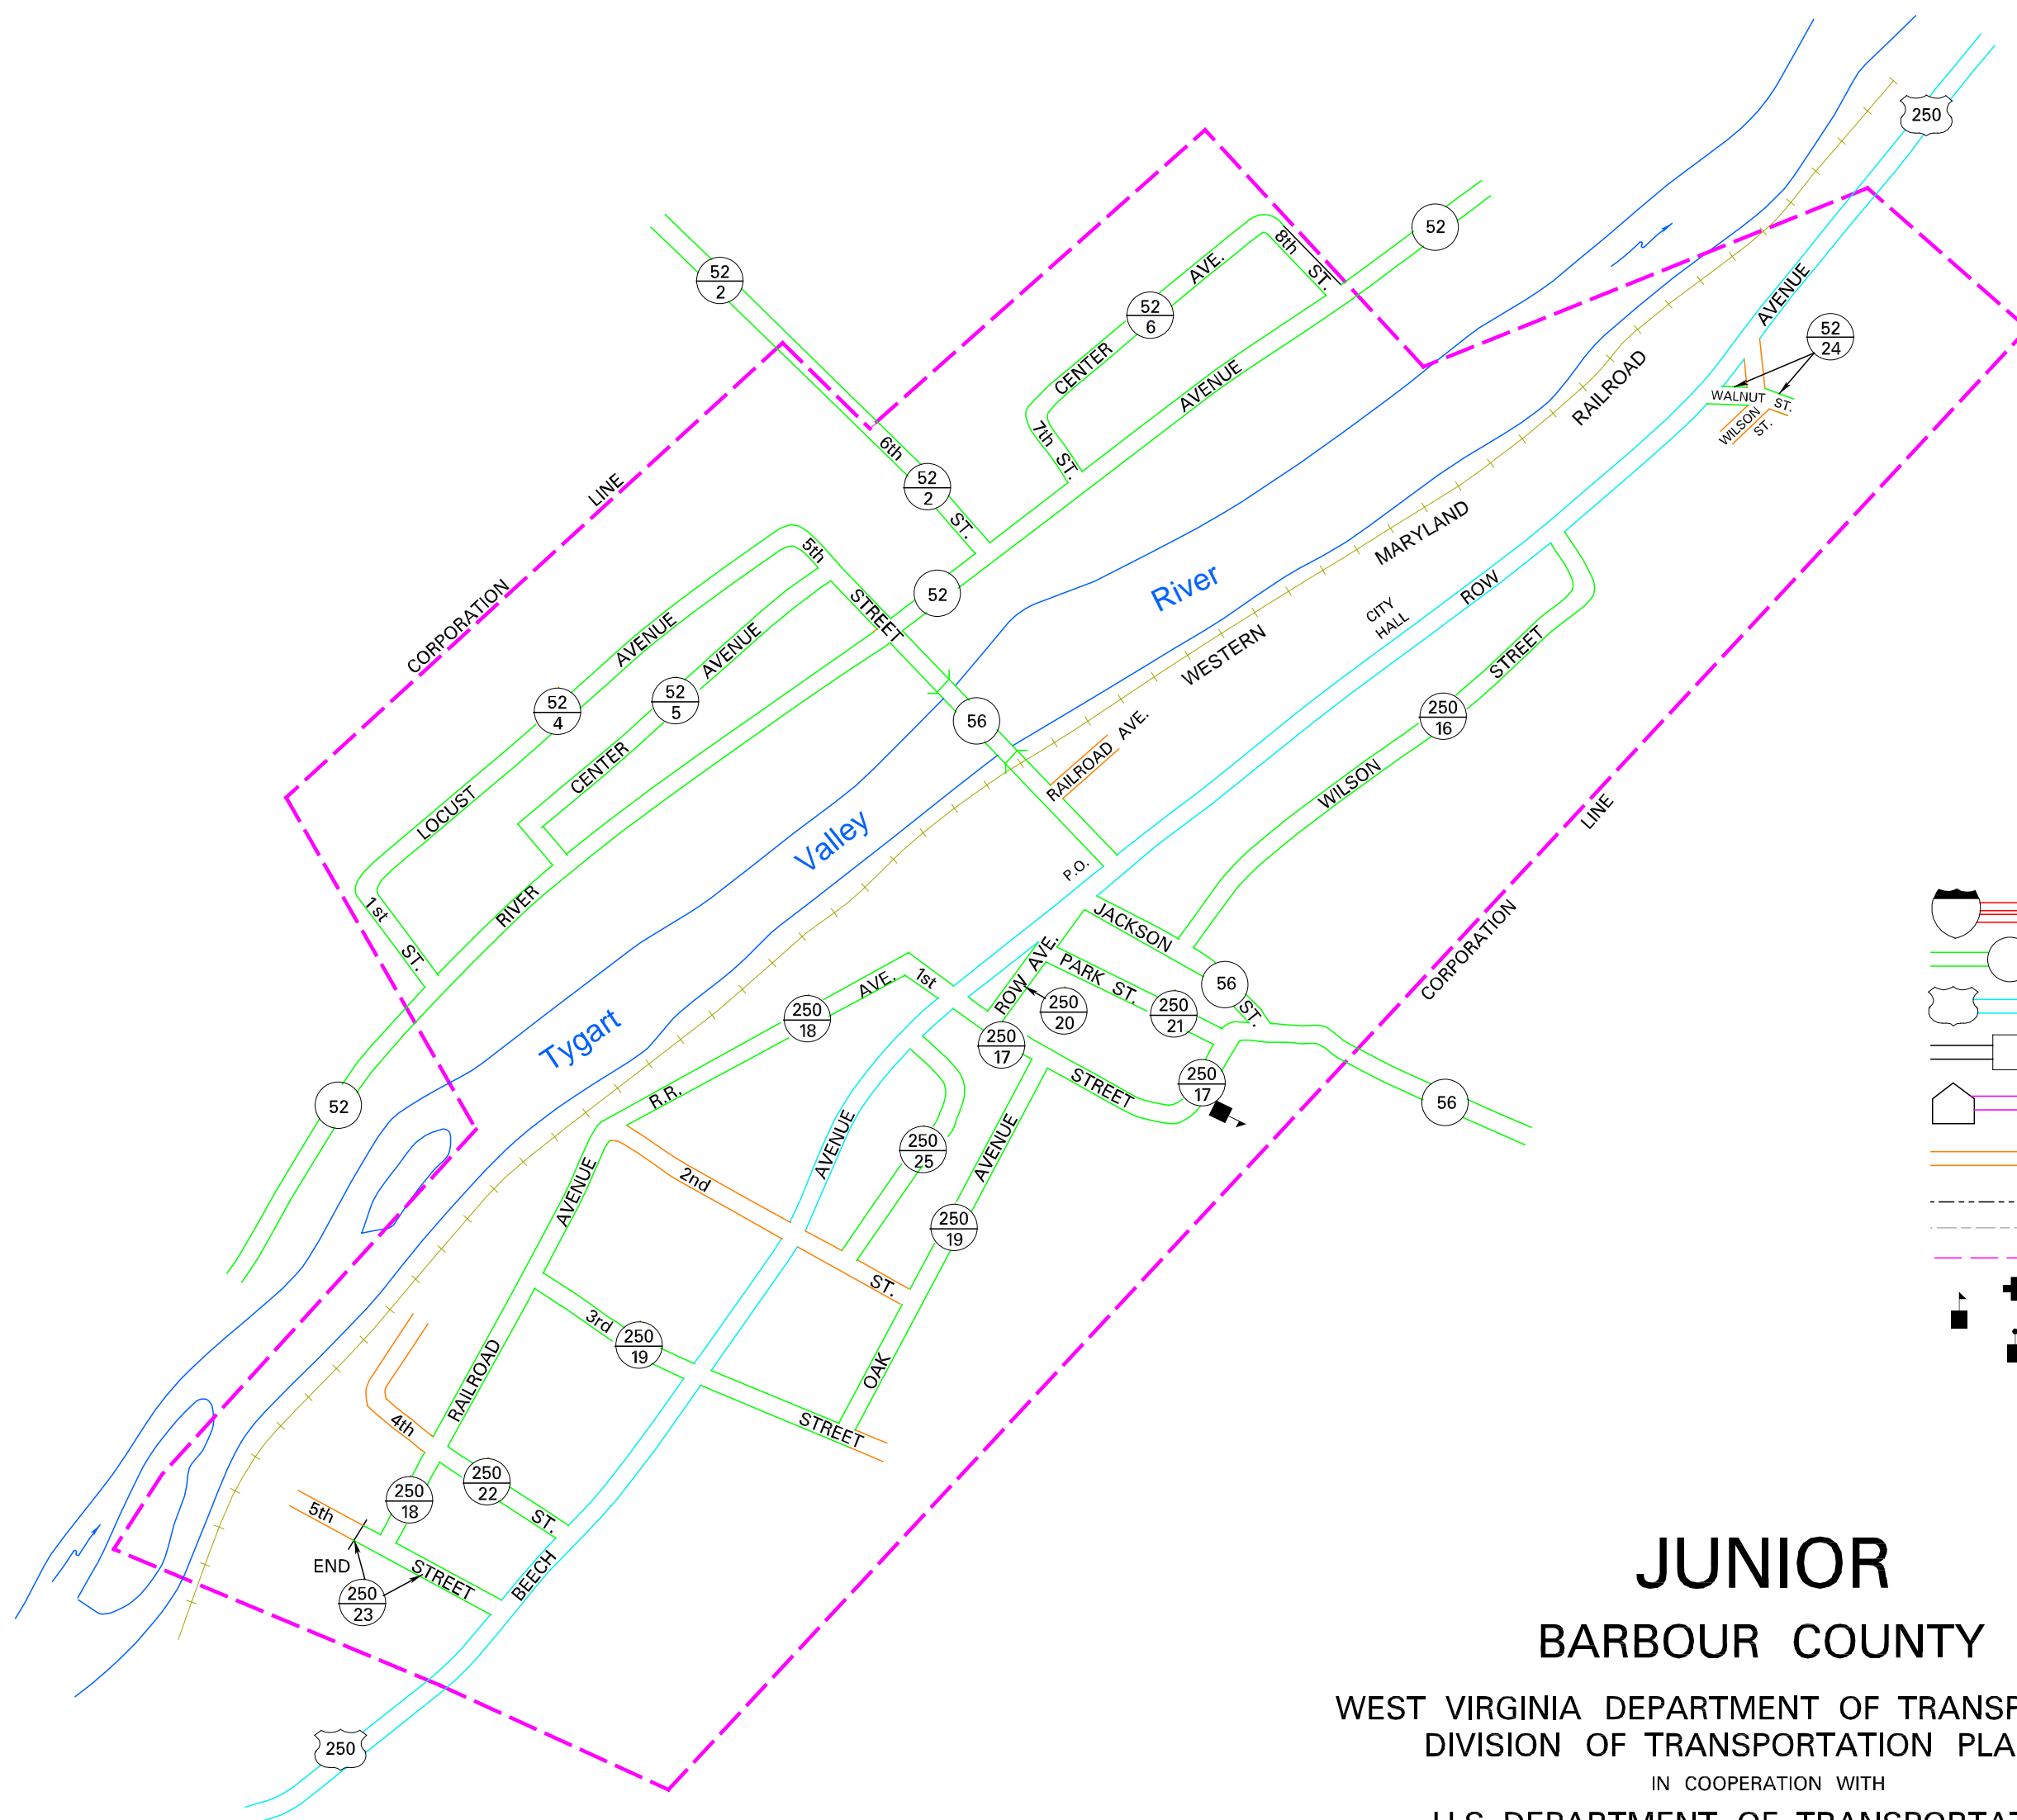 250
52
8th ST.
52
2
CENTER AVE.
52
6
AVENUE
52
24
WALNUT ST.
WILSON ST.
7th ST.
6th ST.
52
2
CORPORATION LINE
RAILROAD
MARYLAND
WESTERN
River
Valley
Tygart
AVENUE
5th STREET
52
LOCUST AVENUE
52
4
CENTER AVENUE
52
5
56
CITY
HALL
ROW
RAILROAD AVE.
250
16
WILSON STREET
P.O.
CORPORATION LINE
1st ST.
RIVER
52
JACKSON ST.
56
PARK ST.
250
21
ROW AVE.
250
20
1st STREET
250
17
250
17
56
R.R. AVE.
250
18
AVENUE
250
25
2nd ST.
OAK AVENUE
250
19
3rd STREET
250
19
RAILROAD AVENUE
4th ST.
250
22
250
18
5th STREET
END
250
23
BEECH
250
JUNIOR
BARBOUR COUNTY
WEST VIRGINIA DEPARTMENT OF TRANSP
DIVISION OF TRANSPORTATION PLA
IN COOPERATION WITH
U.S. DEPARTMENT OF TRANSPORTAT